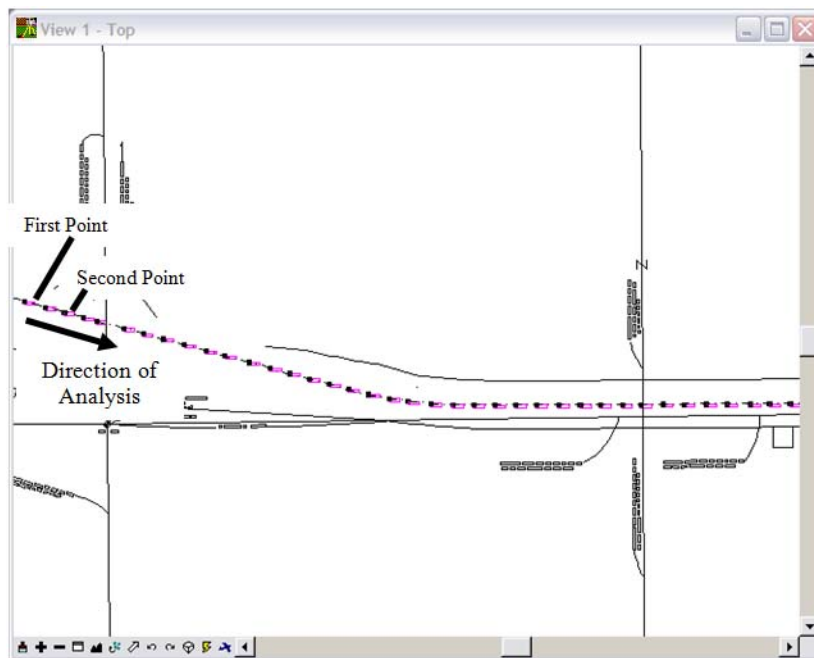 View 1 - Top
First Point
Second Point
Direction of
Analysis
N